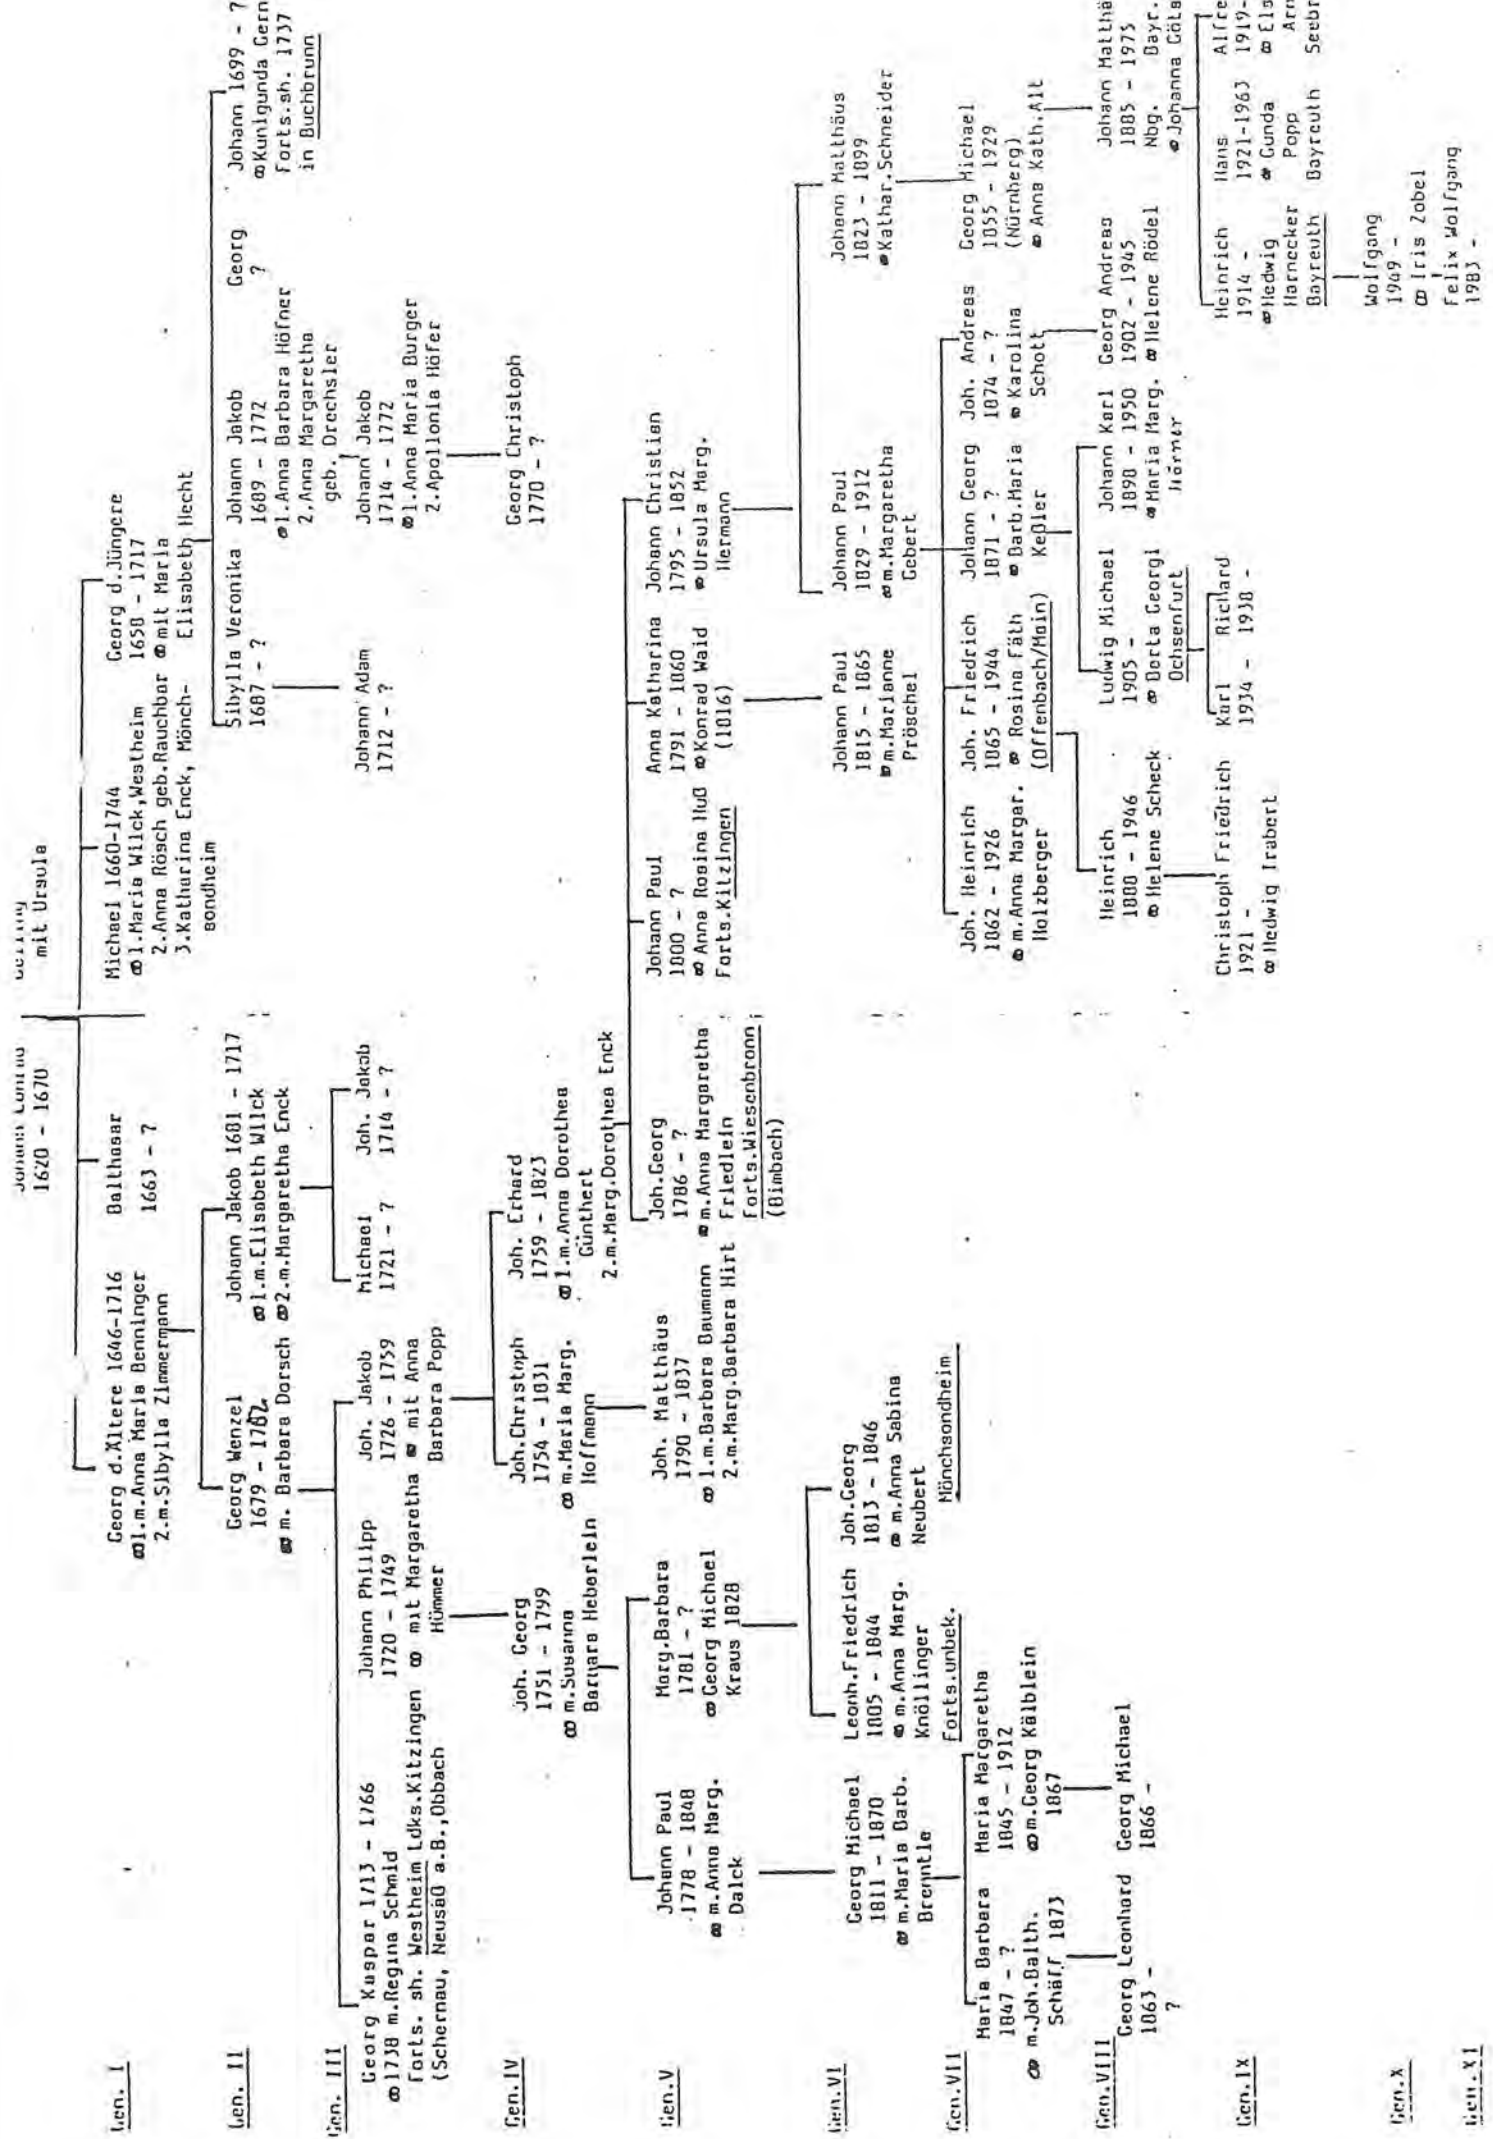 1620 - 1670
mit Ursula
Gen. I
Georg d.Ältere 1646-1716
⚭1.m.Anna Maria Benninger
2.m.Sibylla Zimmermann
Balthasar
1663 - ?
Michael 1660-1744
⚭1.Maria Wilck,Westheim
2.Anna Rösch geb.Rauchbar
3.Katharina Enck, Mönch-
sondheim
Georg d.Jüngere
1658 - 1717
⚭ mit Maria
Elisabeth Hecht
Gen. II
Georg Wenzel
1679 - 1782
⚭ m. Barbara Dorsch
Johann Jakob 1681 - 1717
⚭1.m.Elisabeth Wilck
⚭2.m.Margaretha Enck
Sibylla Veronika
1687 - ?
Johann Jakob
1689 - 1772
⚭1.Anna Barbara Höfner
2.Anna Margaretha
geb. Drechsler
Georg
?
Johann 1699 - ?
⚭Kunigunda Gern
Forts.sh. 1737
in Buchbrunn
Gen. III
Georg Kaspar 1713 - 1766
⚭1738 m.Regina Schmid
Forts. sh. Westheim Ldks.Kitzingen
(Schernau, Neusäß a.B.,Obbach
Johann Philipp
1720 - 1749
⚭ mit Margaretha
Hümmer
Joh. Jakob
1726 - 1759
⚭ mit Anna
Barbara Popp
Michael
1721 - ?
Joh. Jakob
1714 - ?
Johann Adam
1712 - ?
Johann Jakob
1714 - 1772
⚭1.Anna Maria Burger
2.Apollonia Höfer
Gen.IV
Joh. Georg
1751 - 1799
⚭ m.Susanna
Barbara Heberlein
Joh.Christoph
1754 - 1831
⚭ m.Maria Marg.
Hoffmann
Joh. Erhard
1759 - 1823
⚭1.m.Anna Dorothea
Günthert
2.m.Marg.Dorothea Enck
Georg Christoph
1770 - ?
Gen.V
Johann Paul
1778 - 1848
⚭ m.Anna Marg.
Dalck
Marg.Barbara
1781 - ?
⚭Georg Michael
Kraus 1828
Joh. Matthäus
1790 - 1837
⚭ 1.m.Barbara Baumann
2.m.Marg.Barbara Hirt
Joh.Georg
1786 - ?
⚭m.Anna Margaretha
Friedlein
Forts.Wiesenbronn
(Bimbach)
Johann Paul
1800 - ?
⚭ Anna Rosina Huß
Forts.Kitzingen
Anna Katharina
1791 - 1860
⚭Konrad Waid
(1816)
Johann Christian
1795 - 1852
⚭Ursula Marg.
Hermann
Gen.VI
Georg Michael
1811 - 1870
⚭ m.Maria Barb.
Brenntle
Leonh.Friedrich
1805 - 1844
⚭ m.Anna Marg.
Knöllinger
Forts.unbek.
Joh.Georg
1813 - 1846
⚭ m.Anna Sabina
Neubert
Mönchsondheim
Johann Paul
1815 - 1865
⚭m.Marianne
Pröschel
Johann Paul
1829 - 1912
⚭m.Margaretha
Gebert
Johann Matthäus
1823 - 1899
⚭Kathar.Schneider
Gen.VII
Maria Barbara
1847 - ?
⚭ m.Joh.Balth.
Schärf 1873
Maria Margaretha
1845 - 1912
⚭m.Georg Kälblein
1867
Joh. Heinrich
1862 - 1926
⚭ m.Anna Margar.
Holzberger
Joh. Friedrich
1865 - 1944
⚭ Rosina Fäth
(Offenbach/Main)
Johann Georg
1871 - ?
⚭ Barb.Maria
Keßler
Joh. Andreas
1874 - ?
⚭ Karolina
Schott
Georg Michael
1855 - 1929
(Nürnberg)
⚭ Anna Kath.Alt
Gen.VIII
Georg Leonhard
1863 -
?
Georg Michael
1866 -
Heinrich
1888 - 1946
⚭ Helene Scheck
Ludwig Michael
1905 -
⚭ Berta Georgl
Ochsenfurt
Johann Karl
1898 - 1950
⚭Maria Marg.
Hörner
Georg Andreas
1902 - 1945
⚭Helene Rödel
Johann Matthä
1885 - 1975
Nbg. Bayr.
⚭Johanna Göts
Gen.IX
Christoph Friedrich
1921 -
⚭ Hedwig Trabert
Karl
1934 -
Richard
1938 -
Heinrich
1914 -
⚭Hedwig
Harnecker
Bayreuth
Hans
1921-1963
⚭ Gunda
Popp
Bayreuth
Alfre
1919-
⚭ Els
Arn
Seebr
Gen.X
Wolfgang
1949 -
⚭ Iris Zobel
Gen.XI
Felix Wolfgang
1983 -